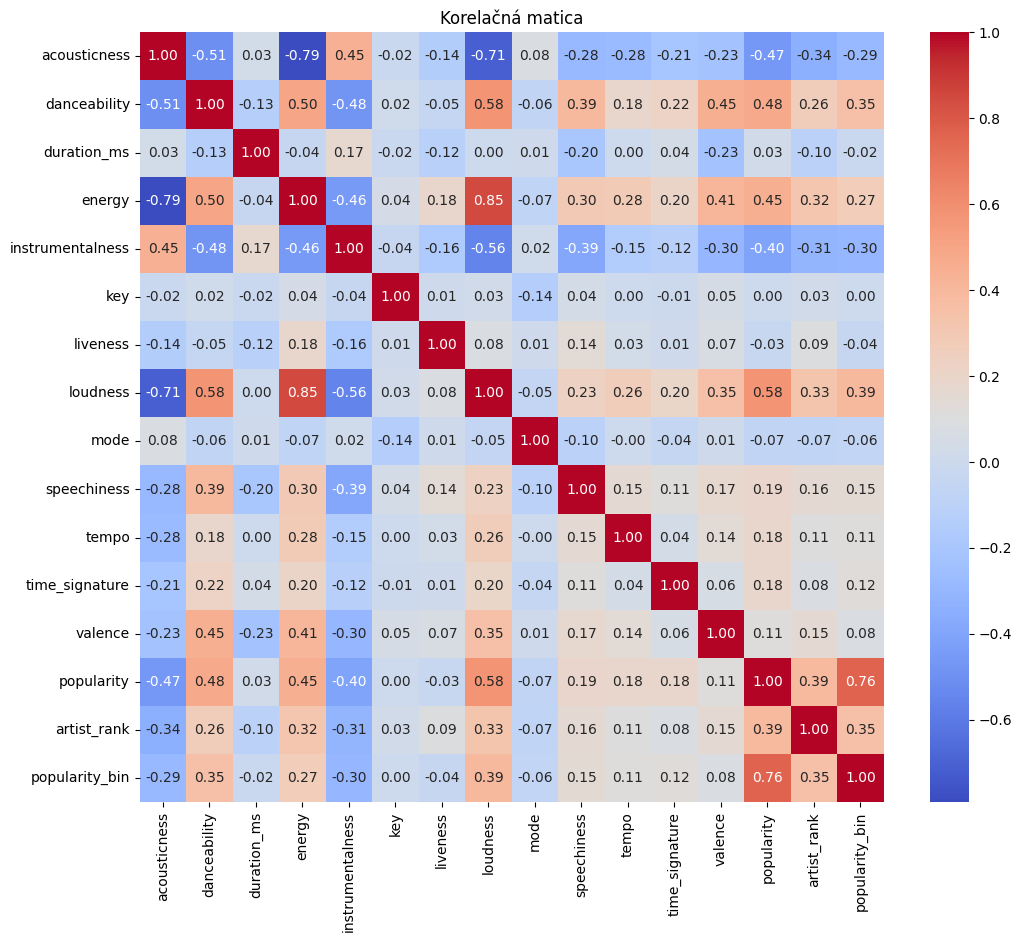 Korelačná matica
acousticness 1.00 -0.51 0.03 -0.79 0.45 -0.02 -0.14 -0.71 0.08 -0.28 -0.28 -0.21 -0.23 -0.47 -0.34 -0.29
danceability -0.51 1.00 -0.13 0.50 -0.48 0.02 -0.05 0.58 -0.06 0.39 0.18 0.22 0.45 0.48 0.26 0.35
duration_ms 0.03 -0.13 1.00 -0.04 0.17 -0.02 -0.12 0.00 0.01 -0.20 0.00 0.04 -0.23 0.03 -0.10 -0.02
energy -0.79 0.50 -0.04 1.00 -0.46 0.04 0.18 0.85 -0.07 0.30 0.28 0.20 0.41 0.45 0.32 0.27
instrumentalness 0.45 -0.48 0.17 -0.46 1.00 -0.04 -0.16 -0.56 0.02 -0.39 -0.15 -0.12 -0.30 -0.40 -0.31 -0.30
key -0.02 0.02 -0.02 0.04 -0.04 1.00 0.01 0.03 -0.14 0.04 0.00 -0.01 0.05 0.00 0.03 0.00
liveness -0.14 -0.05 -0.12 0.18 -0.16 0.01 1.00 0.08 0.01 0.14 0.03 0.01 0.07 -0.03 0.09 -0.04
loudness -0.71 0.58 0.00 0.85 -0.56 0.03 0.08 1.00 -0.05 0.23 0.26 0.20 0.35 0.58 0.33 0.39
mode 0.08 -0.06 0.01 -0.07 0.02 -0.14 0.01 -0.05 1.00 -0.10 -0.00 -0.04 0.01 -0.07 -0.07 -0.06
speechiness -0.28 0.39 -0.20 0.30 -0.39 0.04 0.14 0.23 -0.10 1.00 0.15 0.11 0.17 0.19 0.16 0.15
tempo -0.28 0.18 0.00 0.28 -0.15 0.00 0.03 0.26 -0.00 0.15 1.00 0.04 0.14 0.18 0.11 0.11
time_signature -0.21 0.22 0.04 0.20 -0.12 -0.01 0.01 0.20 -0.04 0.11 0.04 1.00 0.06 0.18 0.08 0.12
valence -0.23 0.45 -0.23 0.41 -0.30 0.05 0.07 0.35 0.01 0.17 0.14 0.06 1.00 0.11 0.15 0.08
popularity -0.47 0.48 0.03 0.45 -0.40 0.00 -0.03 0.58 -0.07 0.19 0.18 0.18 0.11 1.00 0.39 0.76
artist_rank -0.34 0.26 -0.10 0.32 -0.31 0.03 0.09 0.33 -0.07 0.16 0.11 0.08 0.15 0.39 1.00 0.35
popularity_bin -0.29 0.35 -0.02 0.27 -0.30 0.00 -0.04 0.39 -0.06 0.15 0.11 0.12 0.08 0.76 0.35 1.00
acousticness
danceability
duration_ms
energy
instrumentalness
key
liveness
loudness
mode
speechiness
tempo
time_signature
valence
popularity
artist_rank
popularity_bin
1.0
0.8
0.6
0.4
0.2
0.0
−0.2
−0.4
−0.6